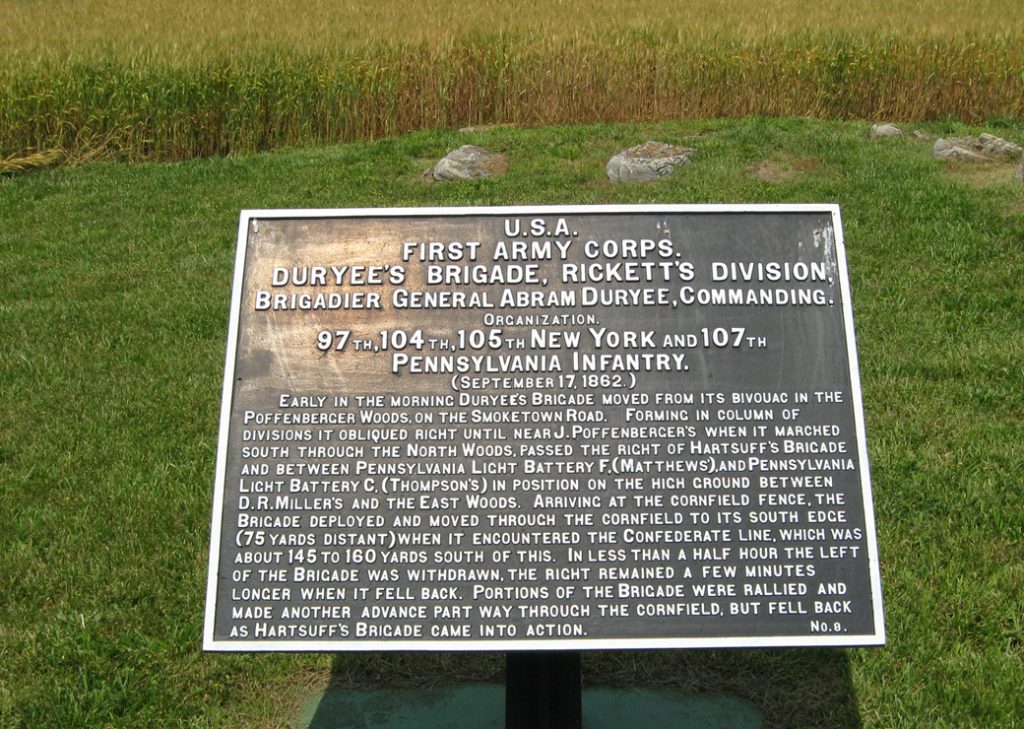 U.S.A.
FIRST ARMY CORPS.
DURYEE'S BRIGADE, RICKETT'S DIVISION,
BRIGADIER GENERAL ABRAM DURYEE, COMMANDING.
ORGANIZATION.
97TH, 104TH, 105TH NEW YORK AND 107TH
PENNSYLVANIA INFANTRY.
(SEPTEMBER 17, 1862.)
EARLY IN THE MORNING DURYEE'S BRIGADE MOVED FROM ITS BIVOUAC IN THE
POFFENBERGER WOODS, ON THE SMOKETOWN ROAD. FORMING IN COLUMN OF
DIVISIONS IT OBLIQUED RIGHT UNTIL NEAR J. POFFENBERGER'S WHEN IT MARCHED
SOUTH THROUGH THE NORTH WOODS, PASSED THE RIGHT OF HARTSUFF'S BRIGADE
AND BETWEEN PENNSYLVANIA LIGHT BATTERY F, (MATTHEWS'), AND PENNSYLVANIA
LIGHT BATTERY C, (THOMPSON'S) IN POSITION ON THE HIGH GROUND BETWEEN
D.R. MILLER'S AND THE EAST WOODS. ARRIVING AT THE CORNFIELD FENCE, THE
BRIGADE DEPLOYED AND MOVED THROUGH THE CORNFIELD TO ITS SOUTH EDGE
(75 YARDS DISTANT) WHEN IT ENCOUNTERED THE CONFEDERATE LINE, WHICH WAS
ABOUT 145 TO 160 YARDS SOUTH OF THIS. IN LESS THAN A HALF HOUR THE LEFT
OF THE BRIGADE WAS WITHDRAWN, THE RIGHT REMAINED A FEW MINUTES
LONGER WHEN IT FELL BACK. PORTIONS OF THE BRIGADE WERE RALLIED AND
MADE ANOTHER ADVANCE PART WAY THROUGH THE CORNFIELD, BUT FELL BACK
AS HARTSUFF'S BRIGADE CAME INTO ACTION. No. 8.